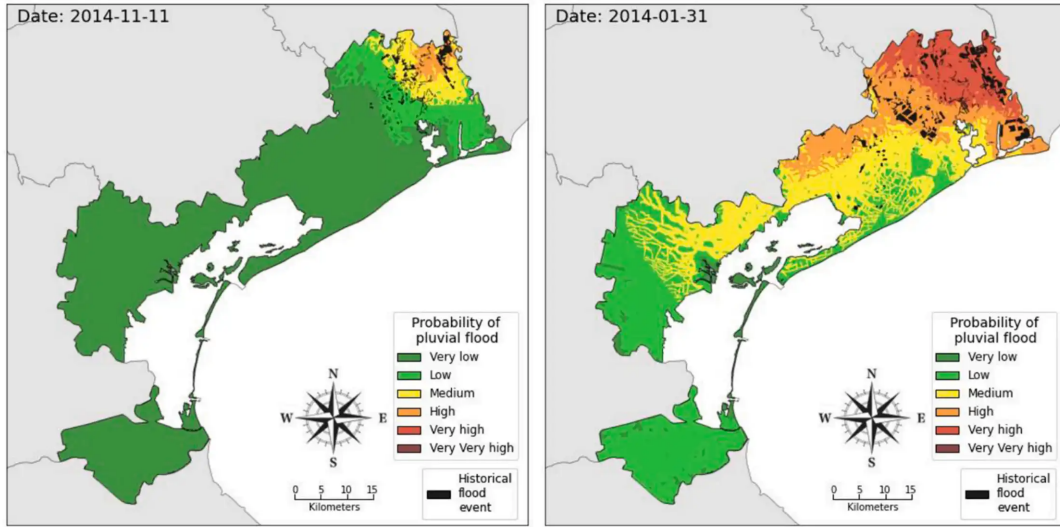 Date: 2014-11-11
N
W
E
S
0 5 10 15
Kilometers
Probability of
pluvial flood
Very low
Low
Medium
High
Very high
Very Very high
Historical
flood
event
Date: 2014-01-31
N
W
E
S
0 5 10 15
Kilometers
Probability of
pluvial flood
Very low
Low
Medium
High
Very high
Very Very high
Historical
flood
event